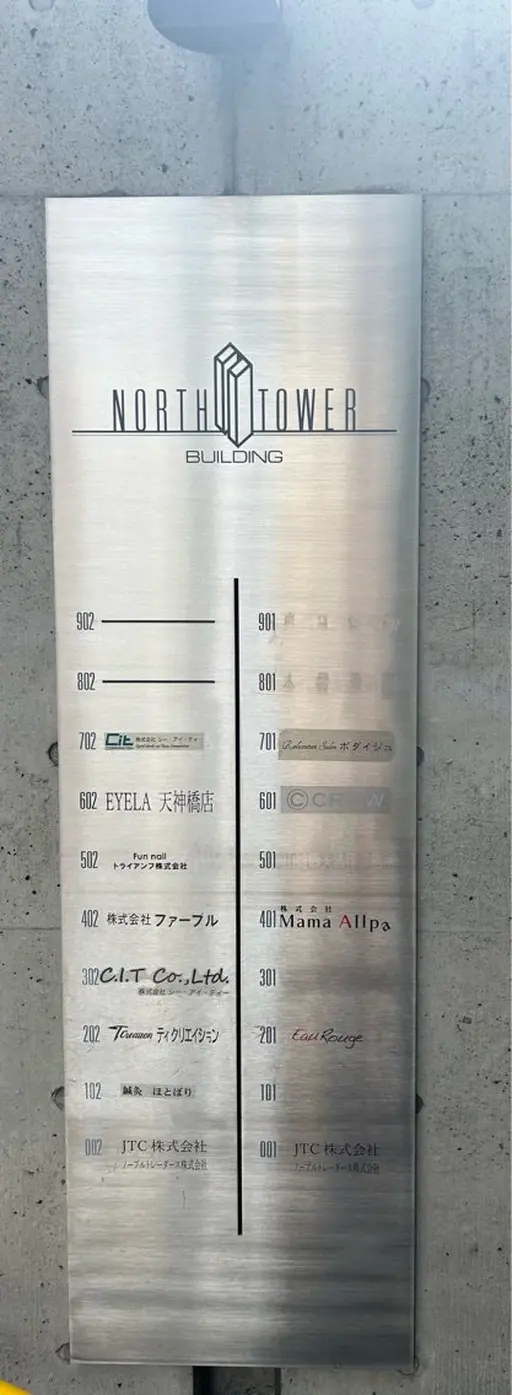 NORTH TOWER
BUILDING
902
901
802
801
702 Cit 株式会社 シー・アイ・ティ
701 ボダイジュ
602 EYELA 天神橋店
601 © CREW
502 Fun nail
トライアンフ株式会社
501
402 株式会社ファーブル
401 株式会社
Mama Allpa
302 C.I.T Co.,Ltd.
株式会社 シー・アイ・ティー
301
202 Tcreation ティクリエイション
201 Eau Rouge
102 鍼灸 ほとぼり
101
002 JTC 株式会社
ノーブルトレーダース株式会社
001 JTC 株式会社
ノーブルトレーダース株式会社